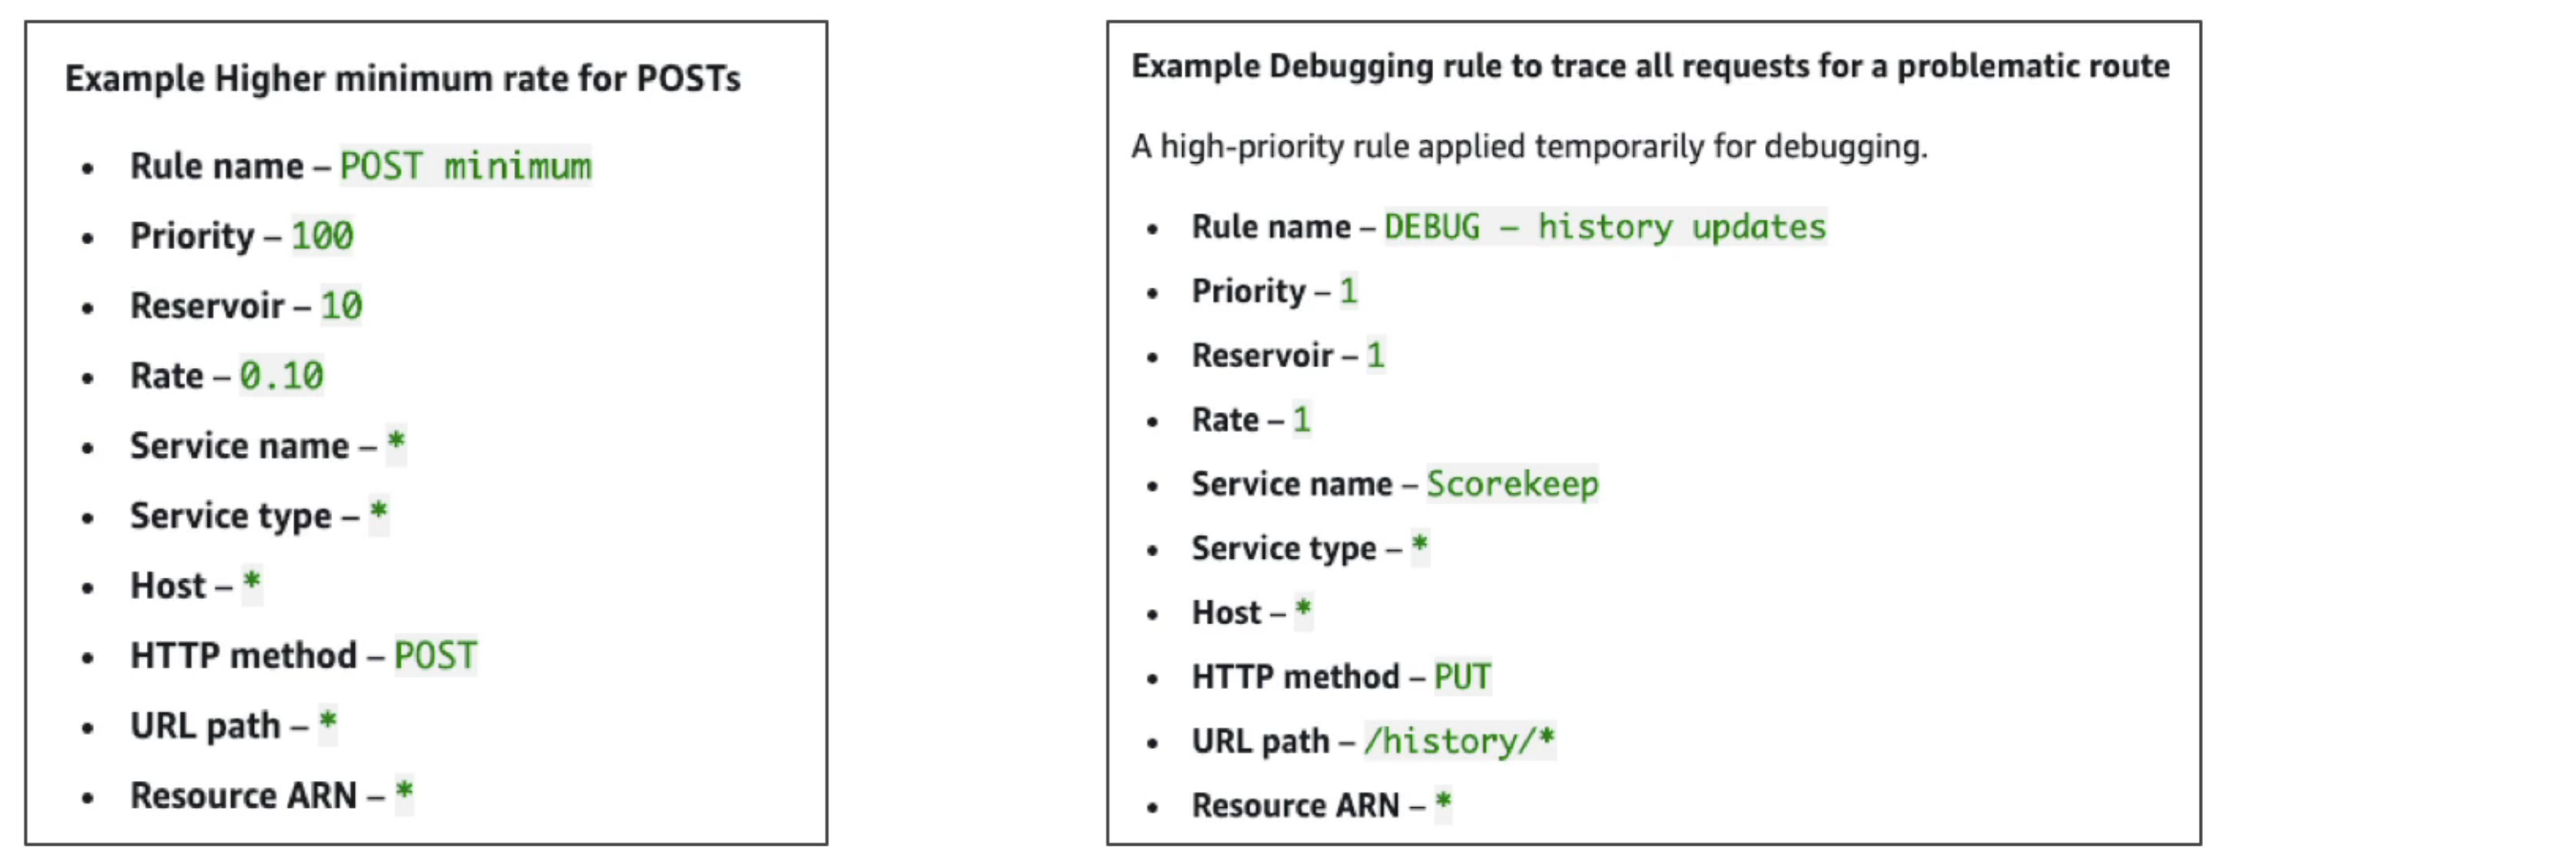 Example Higher minimum rate for POSTs
• Rule name – POST minimum
• Priority – 100
• Reservoir – 10
• Rate – 0.10
• Service name – *
• Service type – *
• Host – *
• HTTP method – POST
• URL path – *
• Resource ARN – *
Example Debugging rule to trace all requests for a problematic route
A high-priority rule applied temporarily for debugging.
• Rule name – DEBUG – history updates
• Priority – 1
• Reservoir – 1
• Rate – 1
• Service name – Scorekeep
• Service type – *
• Host – *
• HTTP method – PUT
• URL path – /history/*
• Resource ARN – *